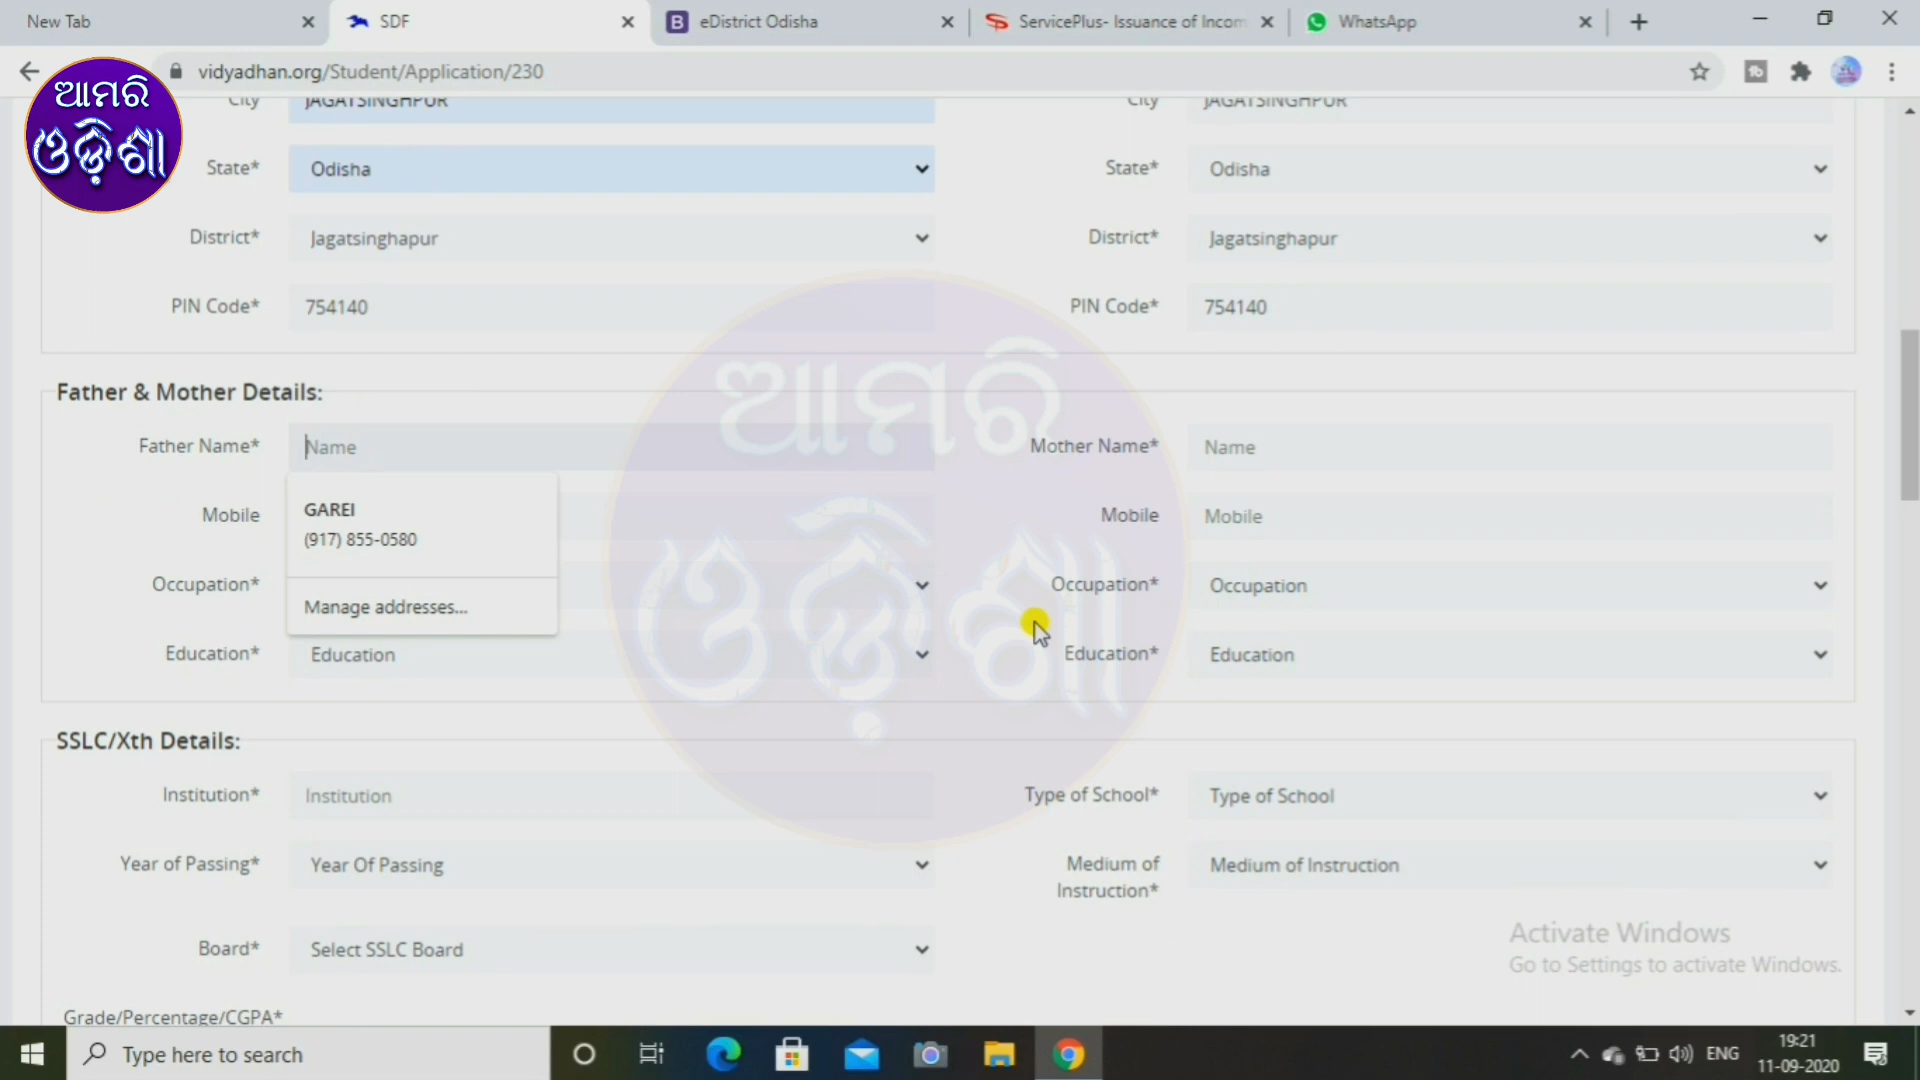 New Tab
SDF
eDistrict Odisha
ServicePlus- Issuance of Incom
WhatsApp
vidyadhan.org/Student/Application/230
ଆମରି
ଓଡ଼ିଶା
City JAGATSINGHPUR City JAGATSINGHPUR
State* Odisha State* Odisha
District* Jagatsinghapur District* Jagatsinghapur
PIN Code* 754140 PIN Code* 754140
ଆମରି
ଓଡ଼ିଶା
Father & Mother Details:
Father Name* Name Mother Name* Name
Mobile Mobile Mobile
GAREI
(917) 855-0580
Manage addresses...
Occupation* Occupation* Occupation
Education* Education Education* Education
SSLC/Xth Details:
Institution* Institution Type of School* Type of School
Year of Passing* Year Of Passing Medium of Instruction* Medium of Instruction
Board* Select SSLC Board
Grade/Percentage/CGPA*
Activate Windows
Go to Settings to activate Windows.
Type here to search
ENG
19:21
11-09-2020